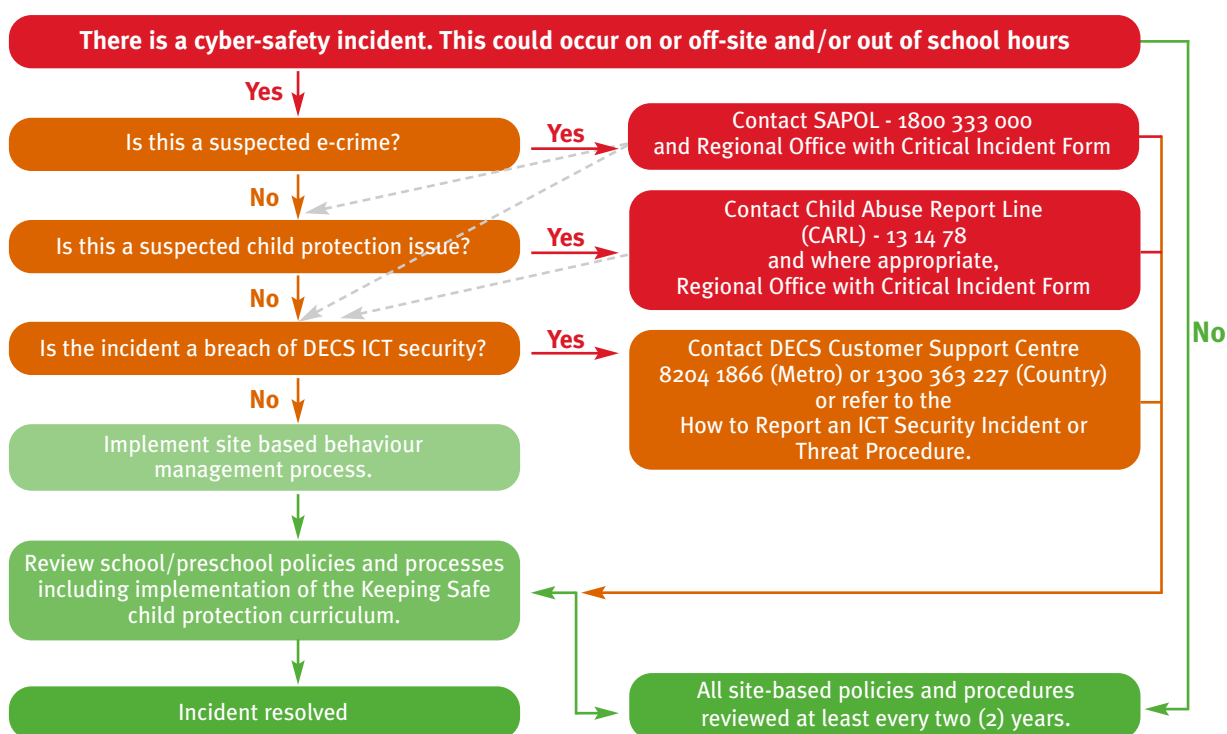 There is a cyber-safety incident. This could occur on or off-site and/or out of school hours
Yes
Is this a suspected e-crime?
Yes
Contact SAPOL - 1800 333 000
and Regional Office with Critical Incident Form
No
Is this a suspected child protection issue?
Yes
Contact Child Abuse Report Line
(CARL) - 13 14 78
and where appropriate,
Regional Office with Critical Incident Form
No
No
Is the incident a breach of DECS ICT security?
Yes
Contact DECS Customer Support Centre
8204 1866 (Metro) or 1300 363 227 (Country)
or refer to the
How to Report an ICT Security Incident or
Threat Procedure.
No
Implement site based behaviour
management process.
Review school/preschool policies and processes
including implementation of the Keeping Safe
child protection curriculum.
Incident resolved
All site-based policies and procedures
reviewed at least every two (2) years.